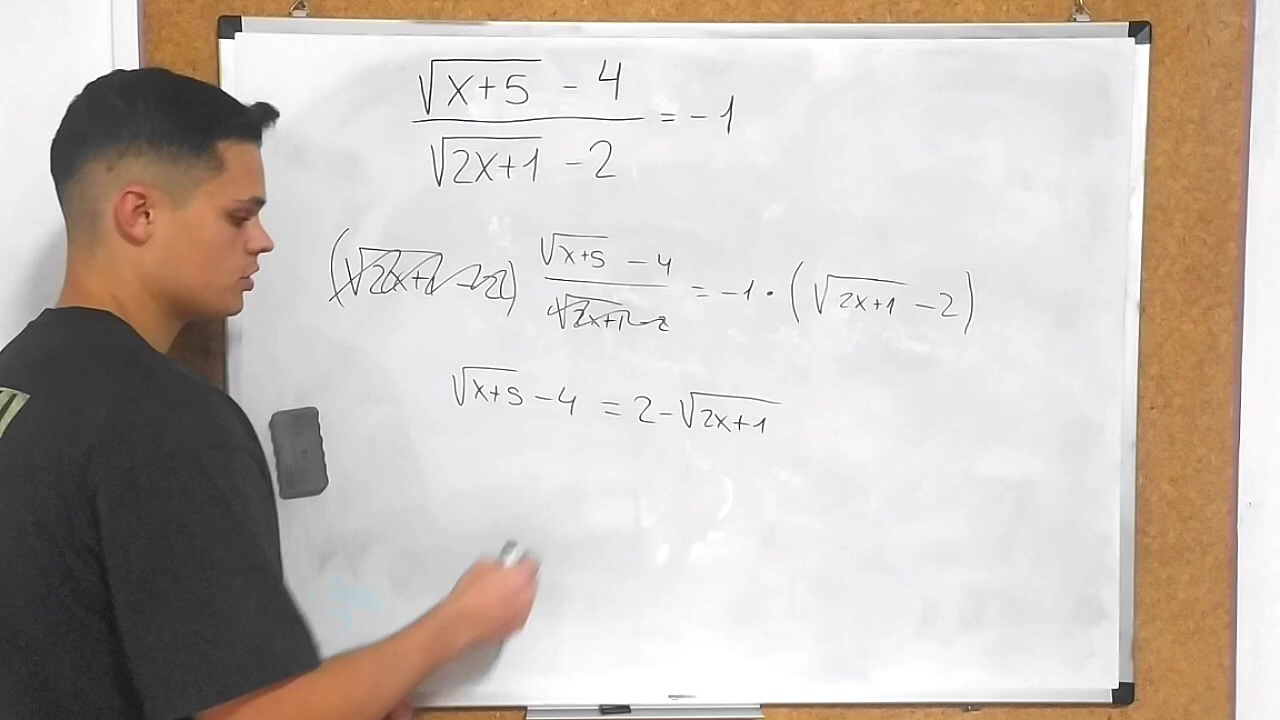 √(x+5) - 4 / √(2x+1) - 2 = -1
(√(2x+1) - 2) √(x+5) - 4 / √(2x+1) - 2 = -1 · (√(2x+1) - 2)
√(x+5) - 4 = 2 - √(2x+1)